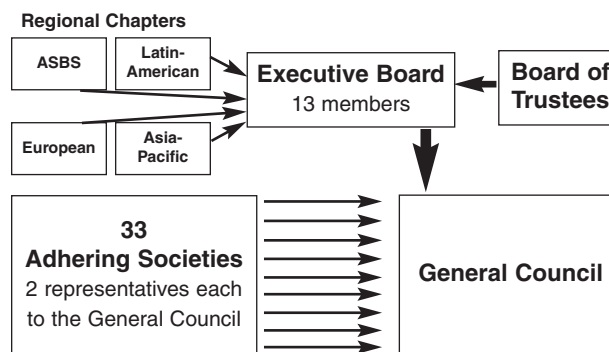 Regional Chapters
ASBS
Latin-
American
European
Asia-
Pacific
Executive Board
13 members
Board of
Trustees
33
Adhering Societies
2 representatives each
to the General Council
General Council